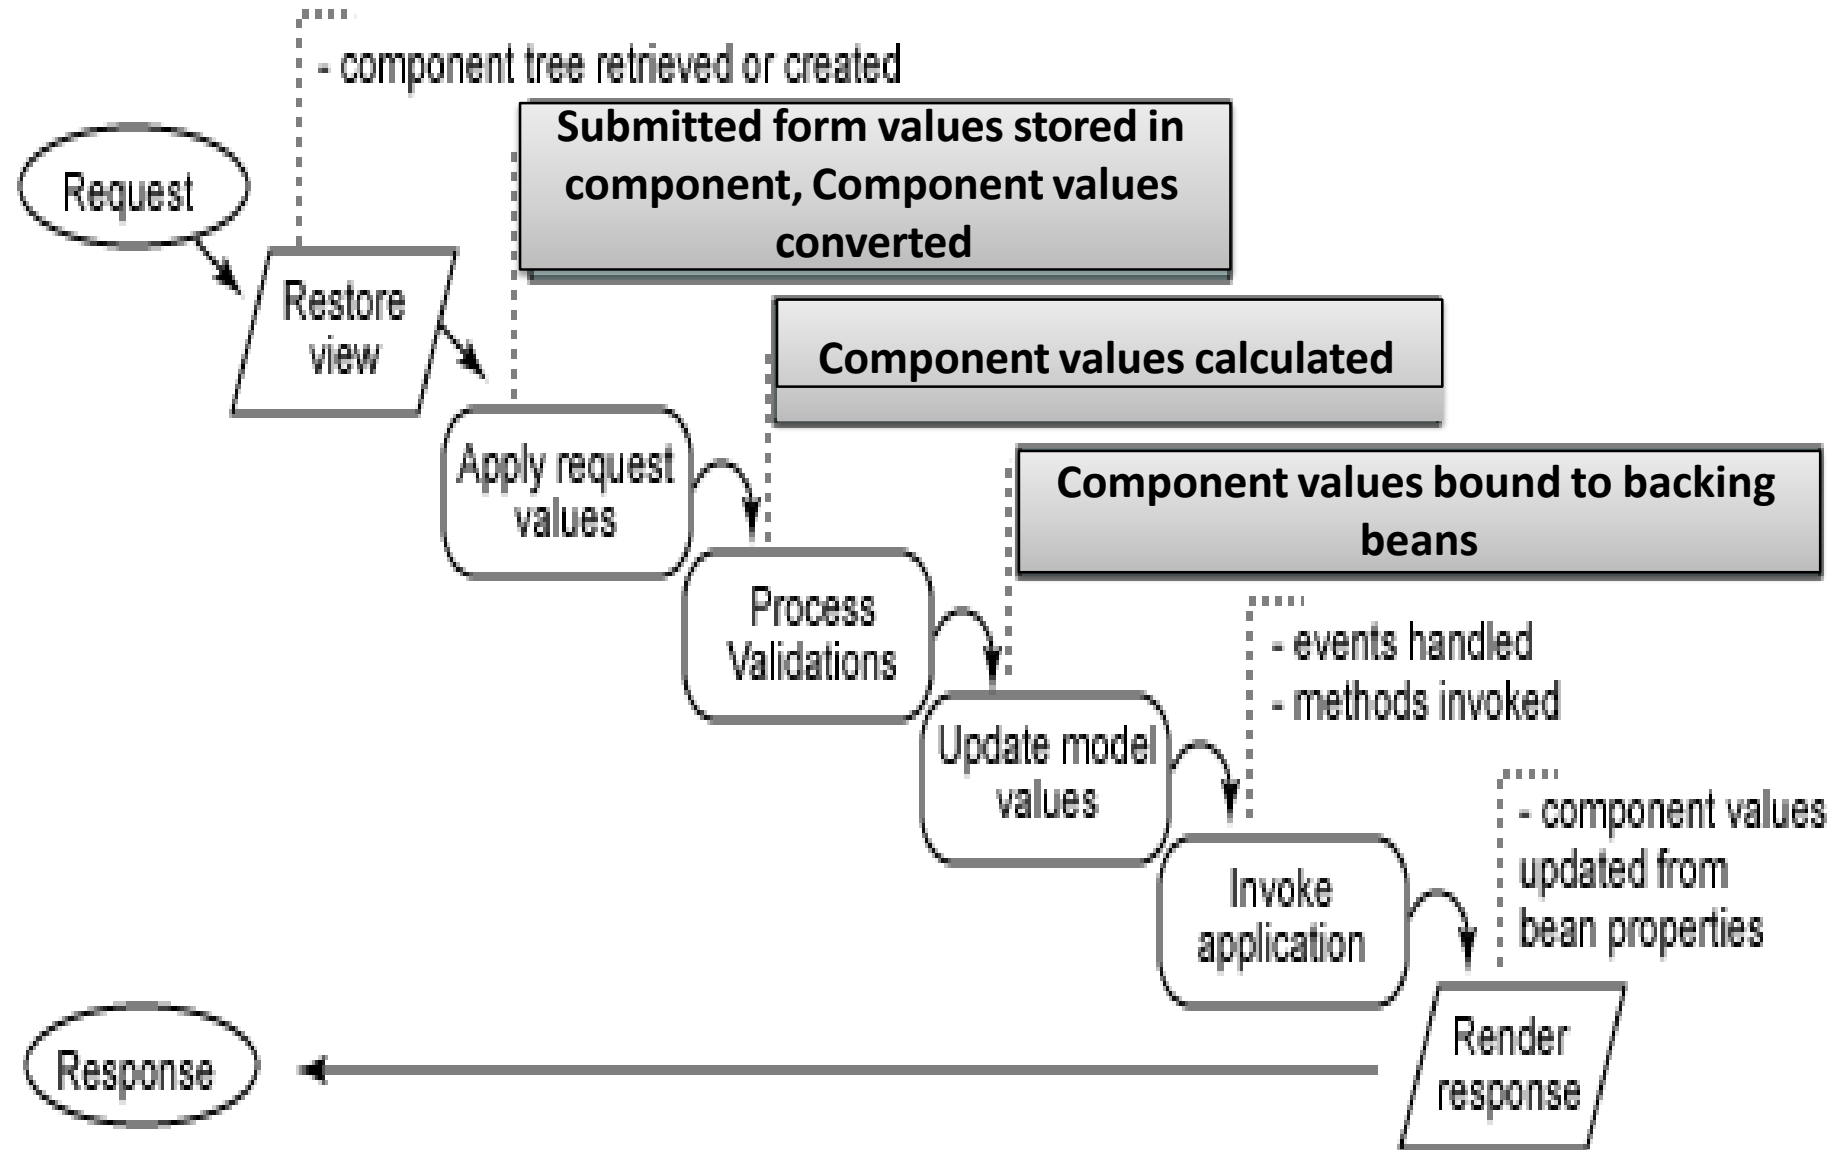 - component tree retrieved or created
Submitted form values stored in
component, Component values
converted
Request
Restore
view
Component values calculated
Apply request
values
Component values bound to backing
beans
Process
Validations
- events handled
- methods invoked
Update model
values
- component values
updated from
bean properties
Invoke
application
Render
response
Response